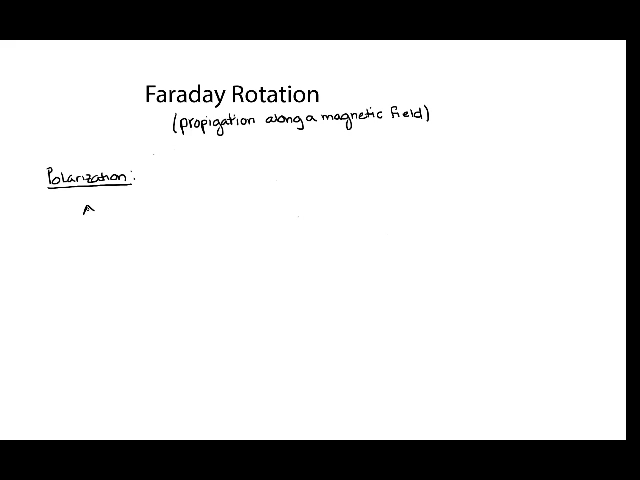 Faraday Rotation
(propigation along a magnetic field)
Polarization:
A